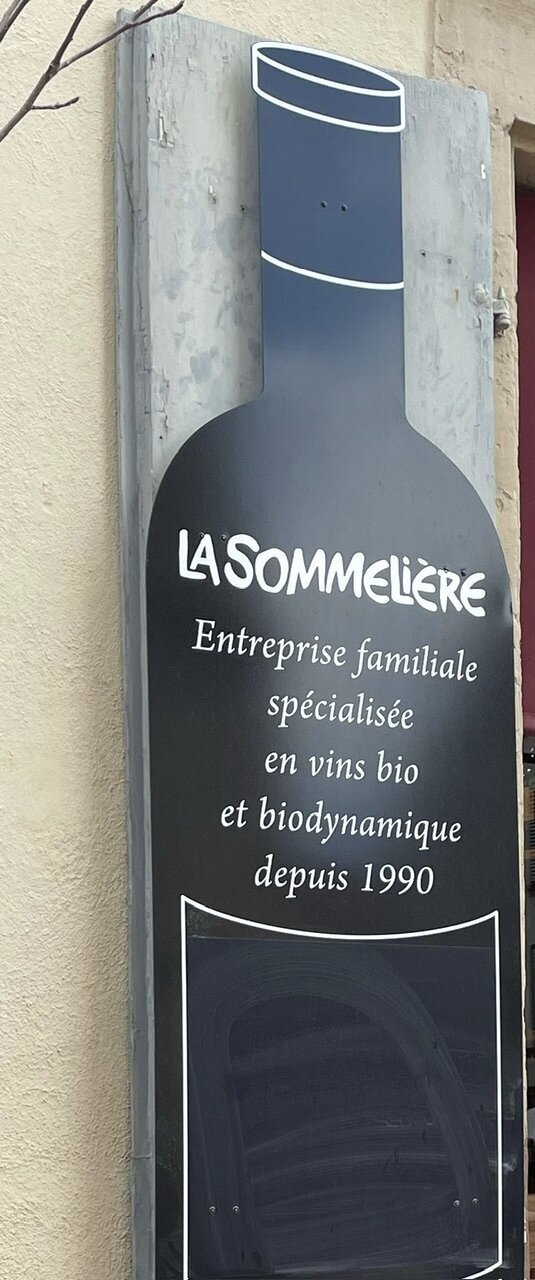 LA SOMMELIÈRE
Entreprise familiale
spécialisée
en vins bio
et biodynamique
depuis 1990